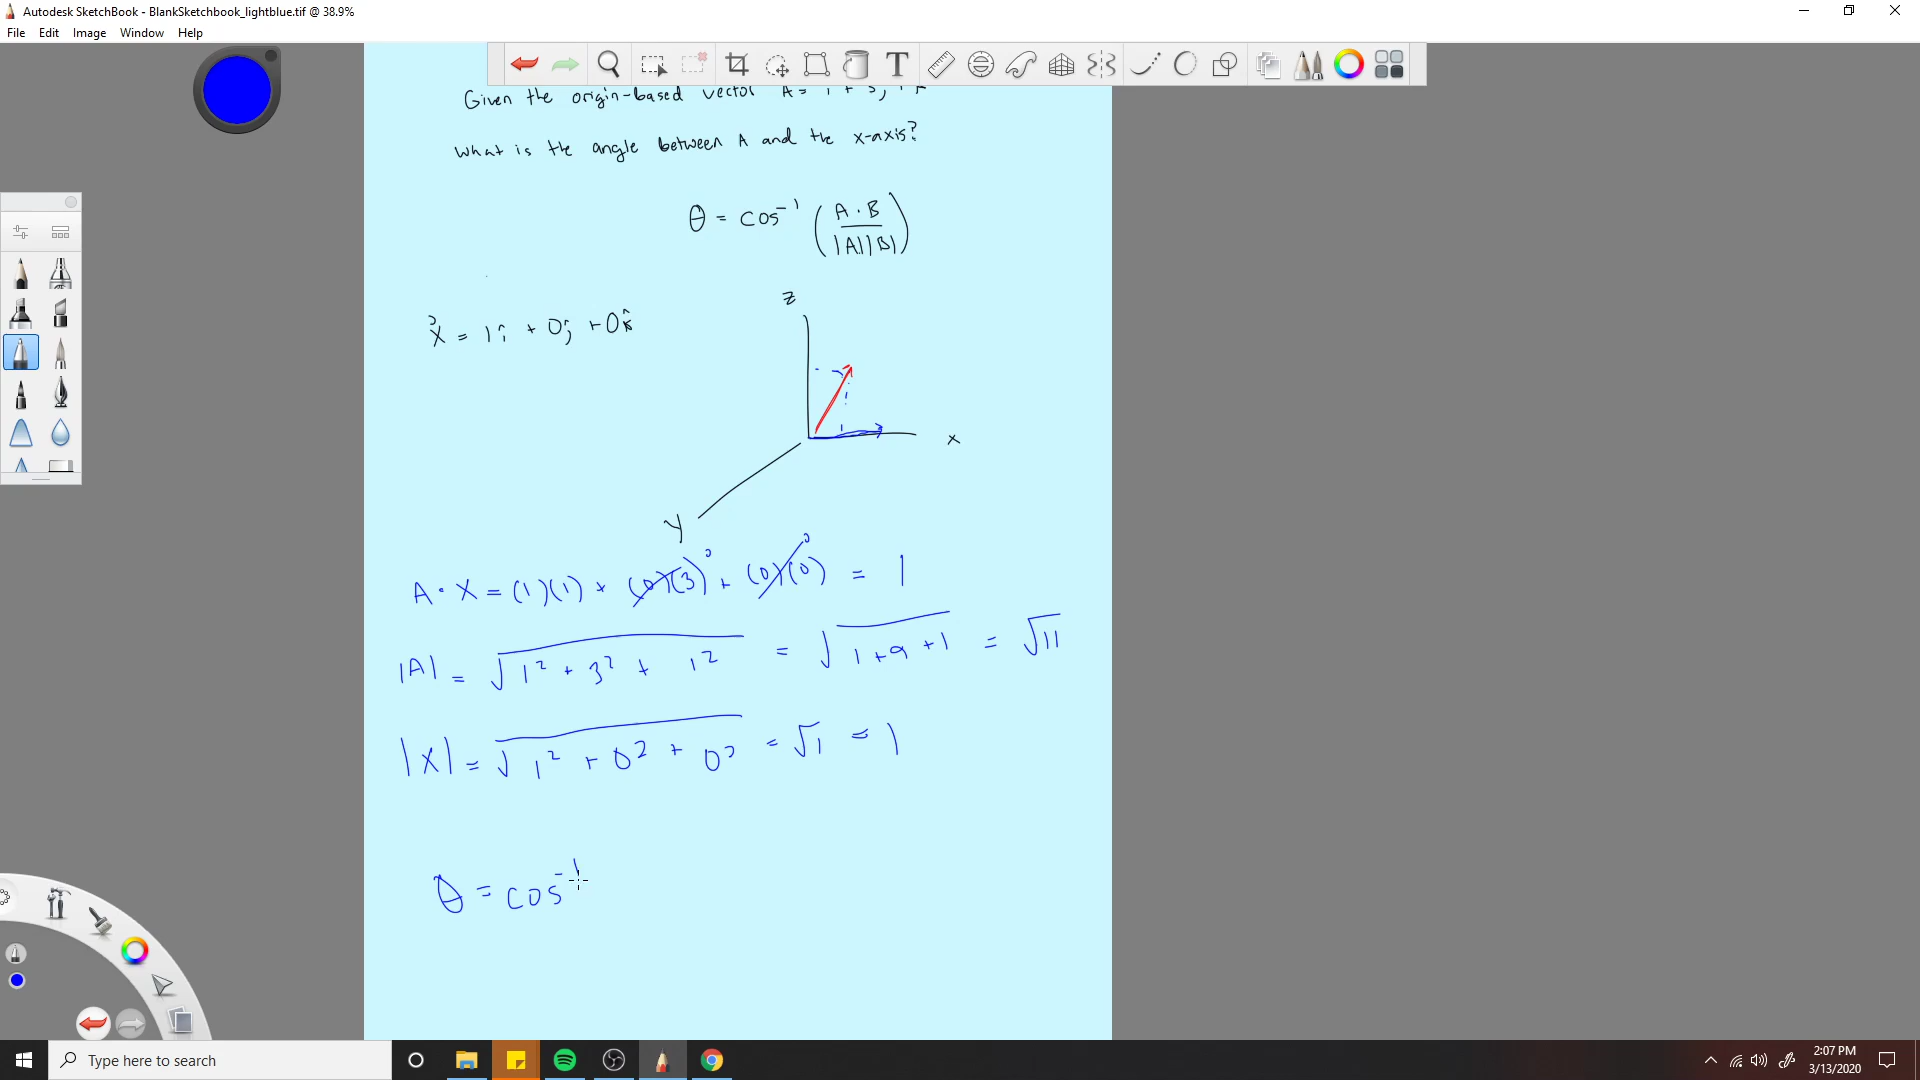 Autodesk SketchBook - BlankSketchbook_lightblue.tif @ 38.9%
File Edit Image Window Help
Given the origin-based vector A=
What is the angle between A and the x-axis?
θ = cos⁻¹ (A · B / |A||B|)
Z
X = 1î + 0ĵ + 0k̂
x
y
A · X = (1)(1) + (0)(3) 0 + (0)(0) 0 = 1
|A| = √(1² + 3² + 1²) = √(1 + 9 + 1) = √11
|X| = √(1² + 0² + 0²) = √1 = 1
θ = cos⁻¹
Type here to search
2:07 PM
3/13/2020